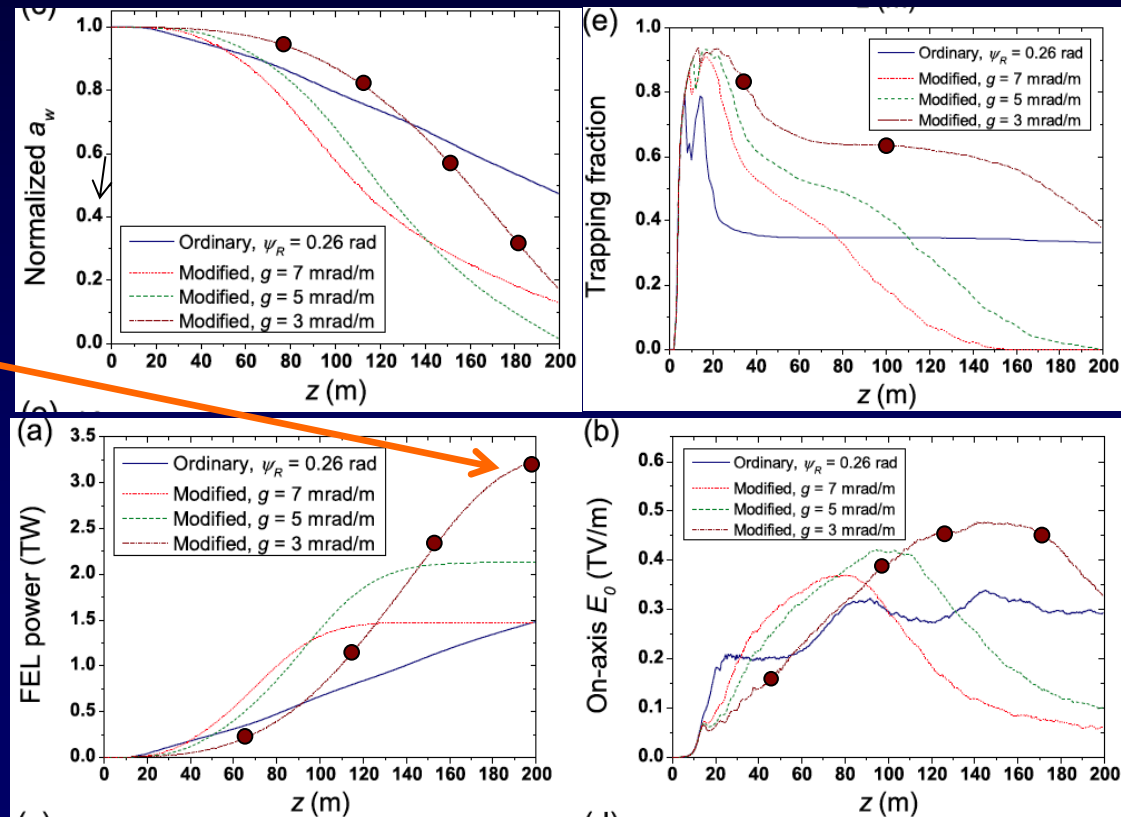 (c)
Normalized a_w
1.0
0.8
0.6
0.4
0.2
0.0
Ordinary, ψ_R = 0.26 rad
Modified, g = 7 mrad/m
Modified, g = 5 mrad/m
Modified, g = 3 mrad/m
0 20 40 60 80 100 120 140 160 180 200
z (m)
z (m)
(e)
Trapping fraction
1.0
0.8
0.6
0.4
0.2
0.0
Ordinary, ψ_R = 0.26 rad
Modified, g = 7 mrad/m
Modified, g = 5 mrad/m
Modified, g = 3 mrad/m
0 20 40 60 80 100 120 140 160 180 200
z (m)
(a)
FEL power (TW)
3.5
3.0
2.5
2.0
1.5
1.0
0.5
0.0
Ordinary, ψ_R = 0.26 rad
Modified, g = 7 mrad/m
Modified, g = 5 mrad/m
Modified, g = 3 mrad/m
0 20 40 60 80 100 120 140 160 180 200
z (m)
(b)
On-axis E_0 (TV/m)
0.6
0.5
0.4
0.3
0.2
0.1
0.0
Ordinary, ψ_R = 0.26 rad
Modified, g = 7 mrad/m
Modified, g = 5 mrad/m
Modified, g = 3 mrad/m
0 20 40 60 80 100 120 140 160 180 200
z (m)
(d)